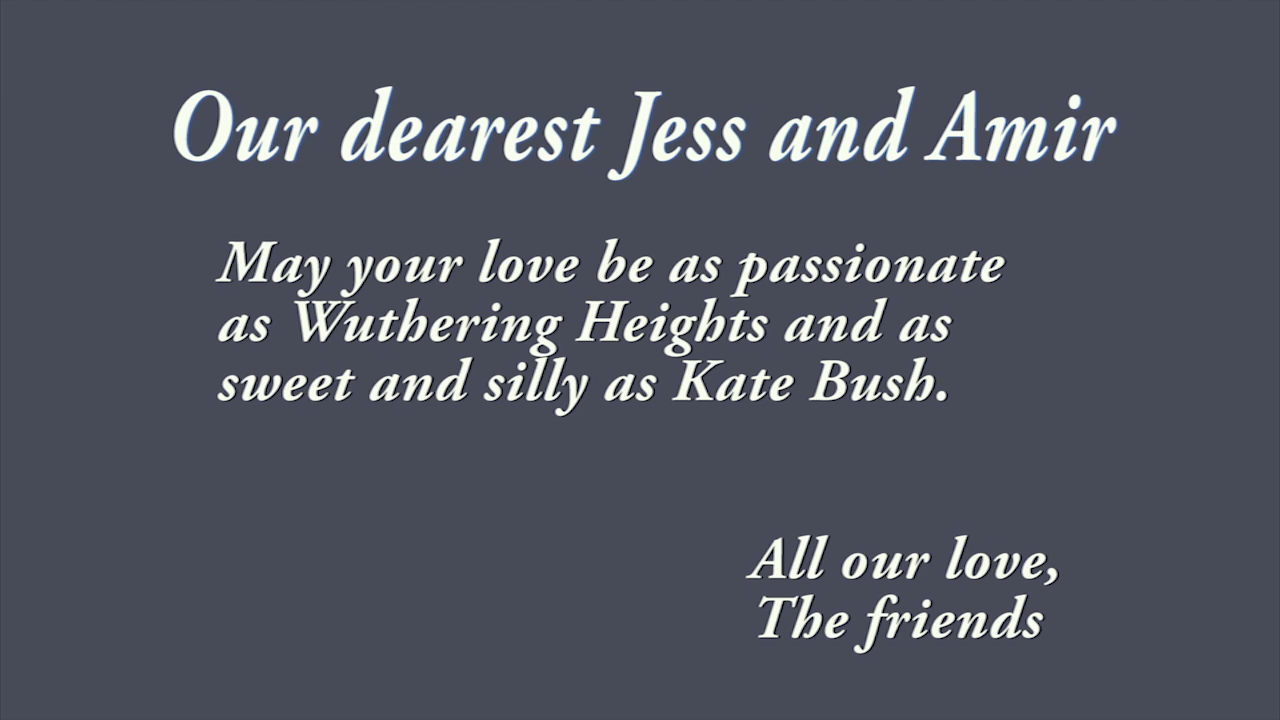 Our dearest Jess and Amir
May your love be as passionate
as Wuthering Heights and as
sweet and silly as Kate Bush.
All our love,
The friends